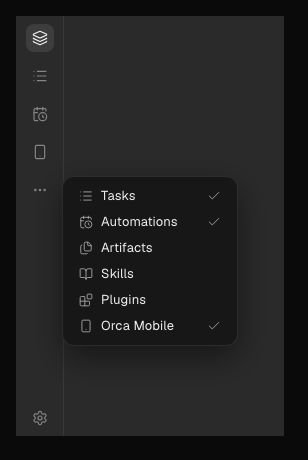 Tasks
Automations
Artifacts
Skills
Plugins
Orca Mobile